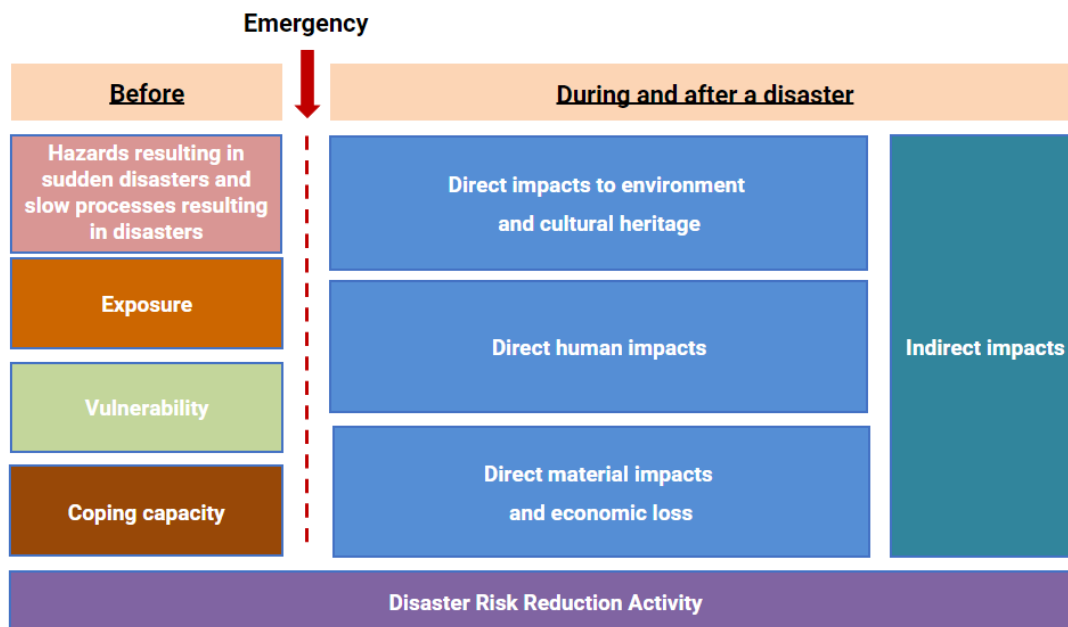 Emergency
Before
During and after a disaster
Hazards resulting in
sudden disasters and
slow processes resulting
in disasters
Exposure
Vulnerability
Coping capacity
Direct impacts to environment
and cultural heritage
Direct human impacts
Direct material impacts
and economic loss
Indirect impacts
Disaster Risk Reduction Activity